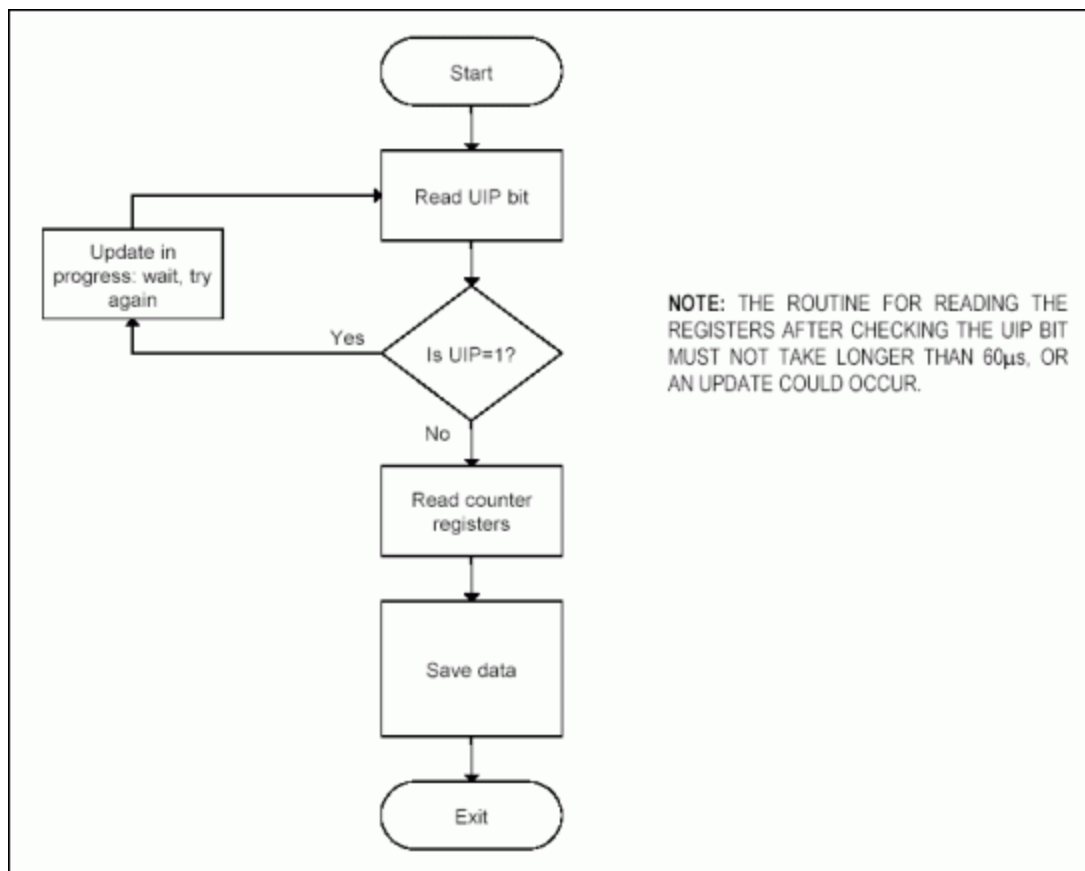 Start
Read UIP bit
Update in
progress: wait, try
again
Yes
Is UIP=1?
No
Read counter
registers
Save data
Exit
NOTE: THE ROUTINE FOR READING THE
REGISTERS AFTER CHECKING THE UIP BIT
MUST NOT TAKE LONGER THAN 60µs, OR
AN UPDATE COULD OCCUR.